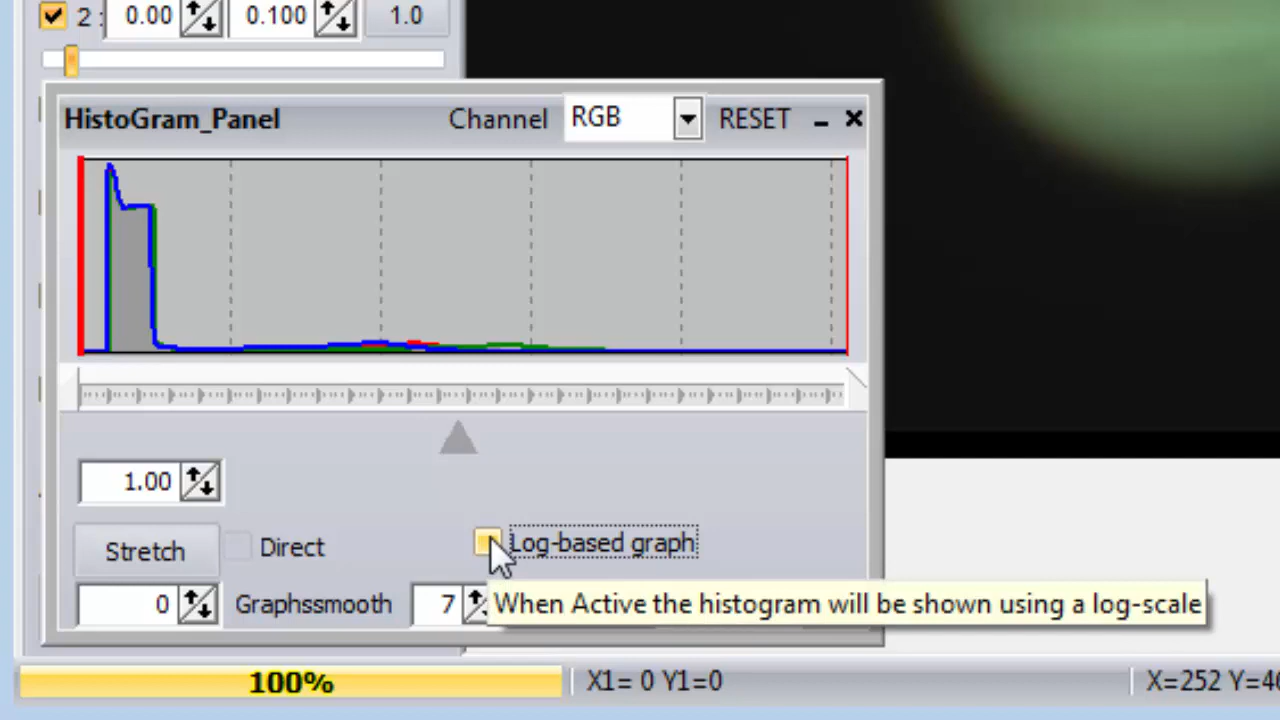 2 : 0.00 0.100 1.0
HistoGram_Panel Channel RGB RESET
1.00
Stretch Direct Log-based graph
0 Graphssmooth 7 When Active the histogram will be shown using a log-scale
100% X1= 0 Y1=0 X=252